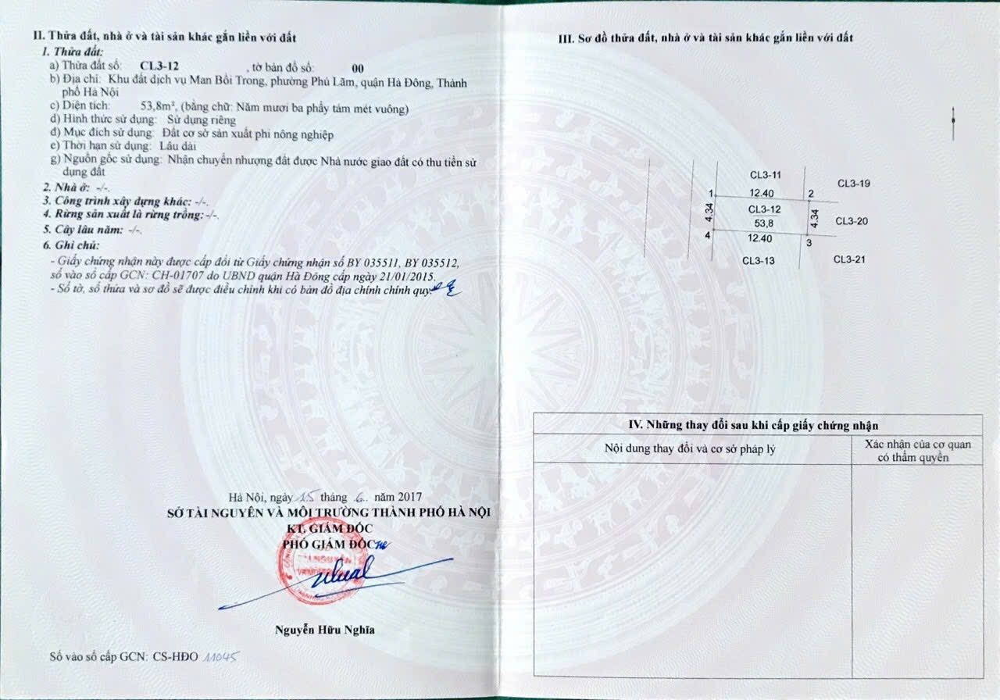 II. Thửa đất, nhà ở và tài sản khác gắn liền với đất
1. Thửa đất:
a) Thửa đất số: CL3-12 , tờ bản đồ số: 00
b) Địa chỉ: Khu đất dịch vụ Man Bồi Trong, phường Phú Lãm, quận Hà Đông, Thành
phố Hà Nội
c) Diện tích: 53,8m², (bằng chữ: Năm mươi ba phẩy tám mét vuông)
d) Hình thức sử dụng: Sử dụng riêng
đ) Mục đích sử dụng: Đất cơ sở sản xuất phi nông nghiệp
e) Thời hạn sử dụng: Lâu dài
g) Nguồn gốc sử dụng: Nhận chuyển nhượng đất được Nhà nước giao đất có thu tiền sử
dụng đất
2. Nhà ở: -/-.
3. Công trình xây dựng khác: -/-.
4. Rừng sản xuất là rừng trồng: -/-.
5. Cây lâu năm: -/-.
6. Ghi chú:
- Giấy chứng nhận này được cấp đổi từ Giấy chứng nhận số BY 035511, BY 035512,
số vào sổ cấp GCN: CH-01707 do UBND quận Hà Đông cấp ngày 21/01/2015.
- Số tờ, số thửa và sơ đồ sẽ được điều chỉnh khi có bản đồ địa chính chính quy.
Hà Nội, ngày 15 tháng 6 năm 2017
SỞ TÀI NGUYÊN VÀ MÔI TRƯỜNG THÀNH PHỐ HÀ NỘI
KT. GIÁM ĐỐC
PHÓ GIÁM ĐỐC
Nguyễn Hữu Nghĩa
Số vào sổ cấp GCN: CS-HĐO 11045
III. Sơ đồ thửa đất, nhà ở và tài sản khác gắn liền với đất
CL3-11
CL3-19
1 12.40 2
4.34 CL3-12 4.34
53,8 CL3-20
4 12.40 3
CL3-13 CL3-21
IV. Những thay đổi sau khi cấp giấy chứng nhận
Nội dung thay đổi và cơ sở pháp lý
Xác nhận của cơ quan
có thẩm quyền